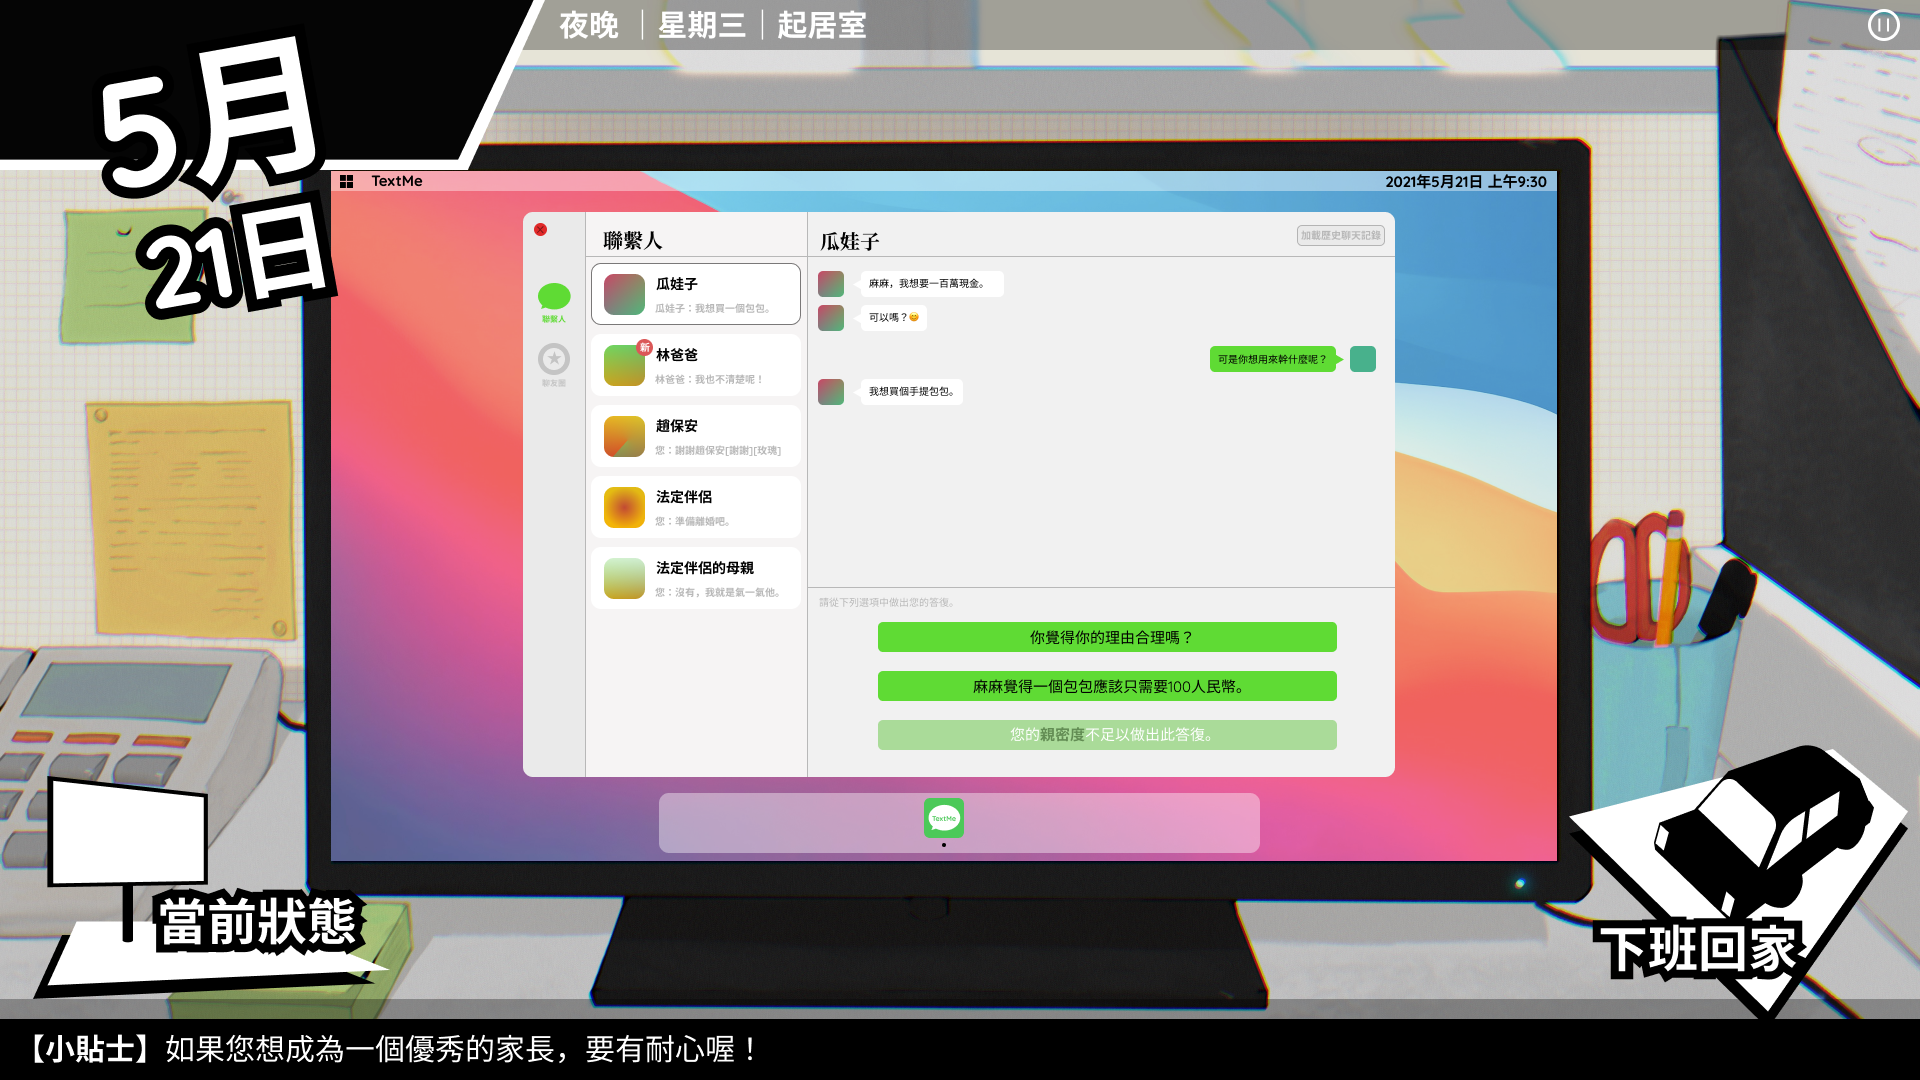 5月
21日
夜晚｜星期三｜起居室
TextMe
2021年5月21日 上午9:30
聯繫人
瓜娃子
加載歷史聊天記錄
聯繫人
聊友圈
瓜娃子
瓜娃子：我想買一個包包。
新
林爸爸
林爸爸：我也不清楚呢！
趙保安
您：謝謝趙保安[謝謝][玫瑰]
法定伴侶
您：準備離婚吧。
法定伴侶的母親
您：沒有，我就是氣一氣他。
麻麻，我想要一百萬現金。
可以嗎？😊
可是你想用來幹什麼呢？
我想買個手提包包。
請從下列選項中做出您的答復。
你覺得你的理由合理嗎？
麻麻覺得一個包包應該只需要100人民幣。
您的親密度不足以做出此答復。
TextMe
當前狀態
下班回家
【小貼士】如果您想成為一個優秀的家長，要有耐心喔！